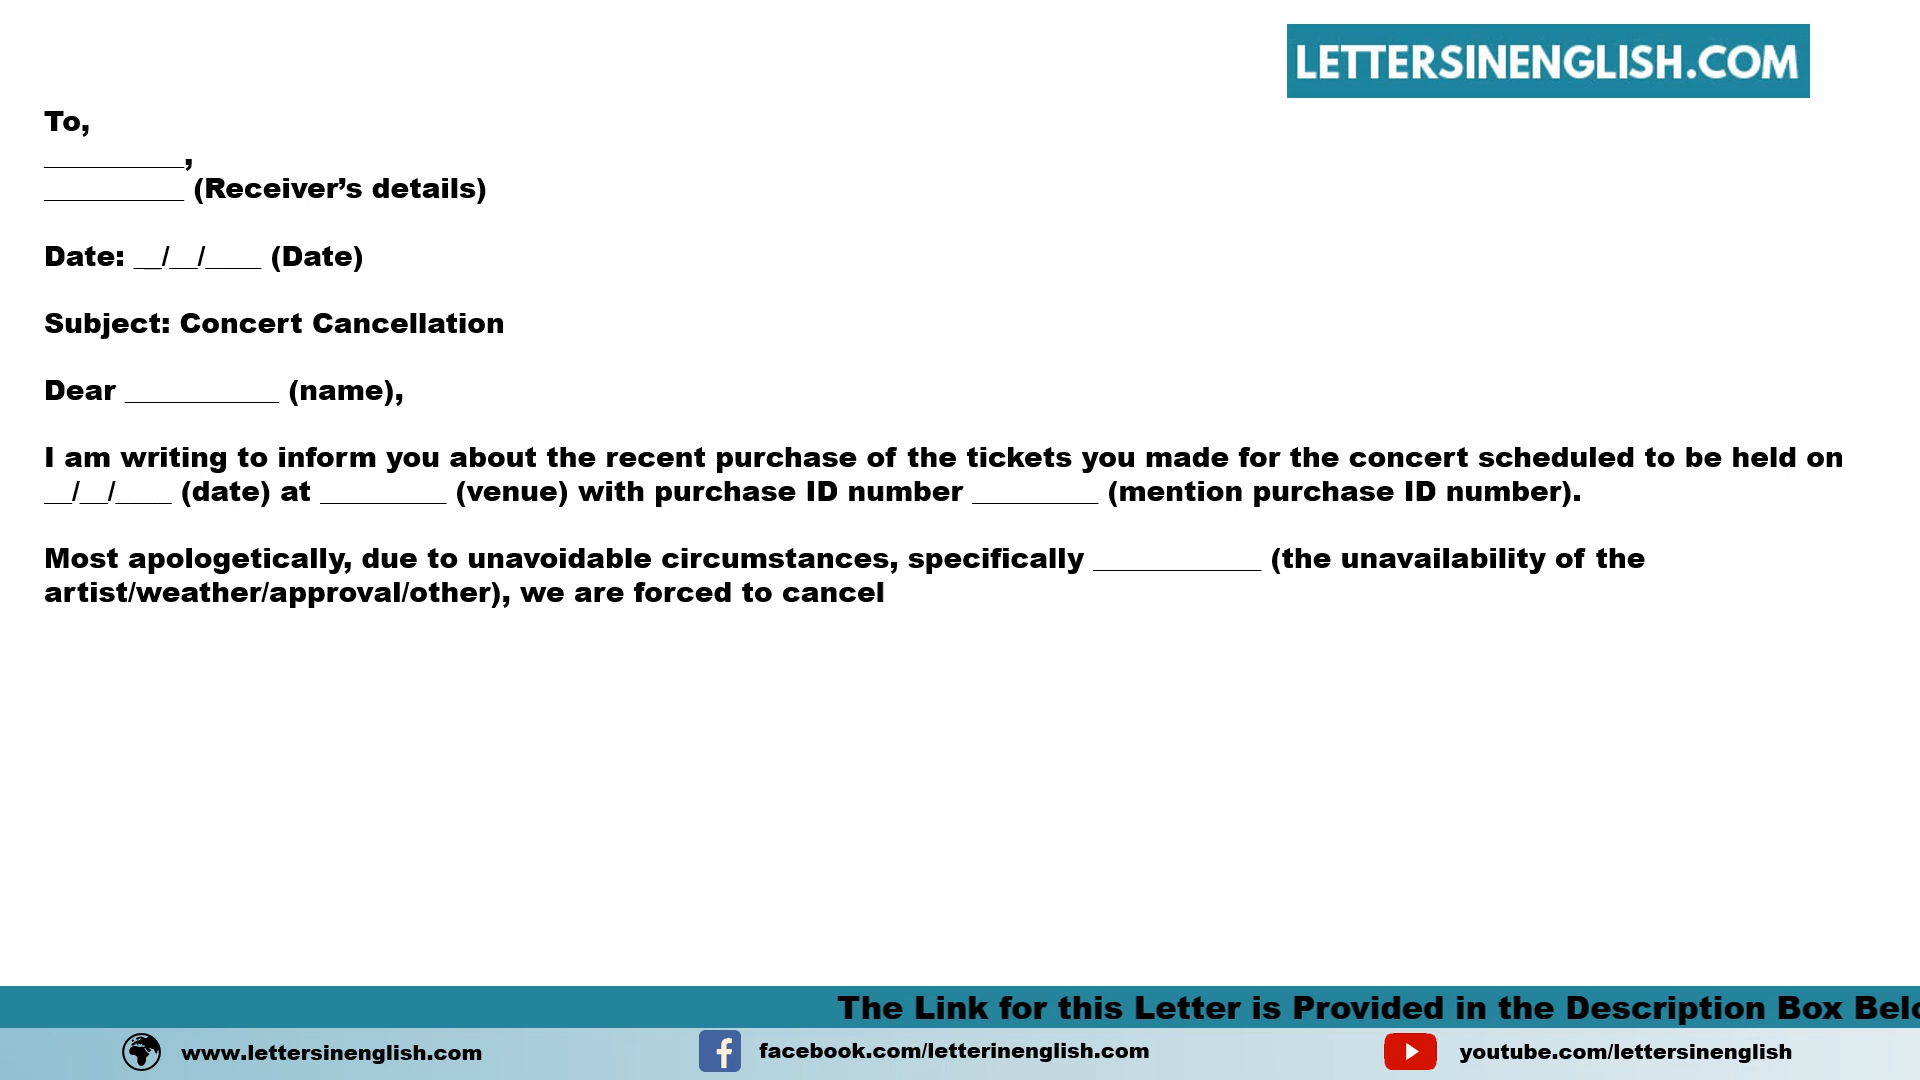 LETTERSINENGLISH.COM
To,
__________,
__________ (Receiver’s details)
Date: __/__/____ (Date)
Subject: Concert Cancellation
Dear ___________ (name),
I am writing to inform you about the recent purchase of the tickets you made for the concert scheduled to be held on
__/__/____ (date) at _________ (venue) with purchase ID number _________ (mention purchase ID number).
Most apologetically, due to unavoidable circumstances, specifically ____________ (the unavailability of the
artist/weather/approval/other), we are forced to cancel
The Link for this Letter is Provided in the Description Box
www.lettersinenglish.com
facebook.com/letterinenglish.com
youtube.com/lettersinenglish